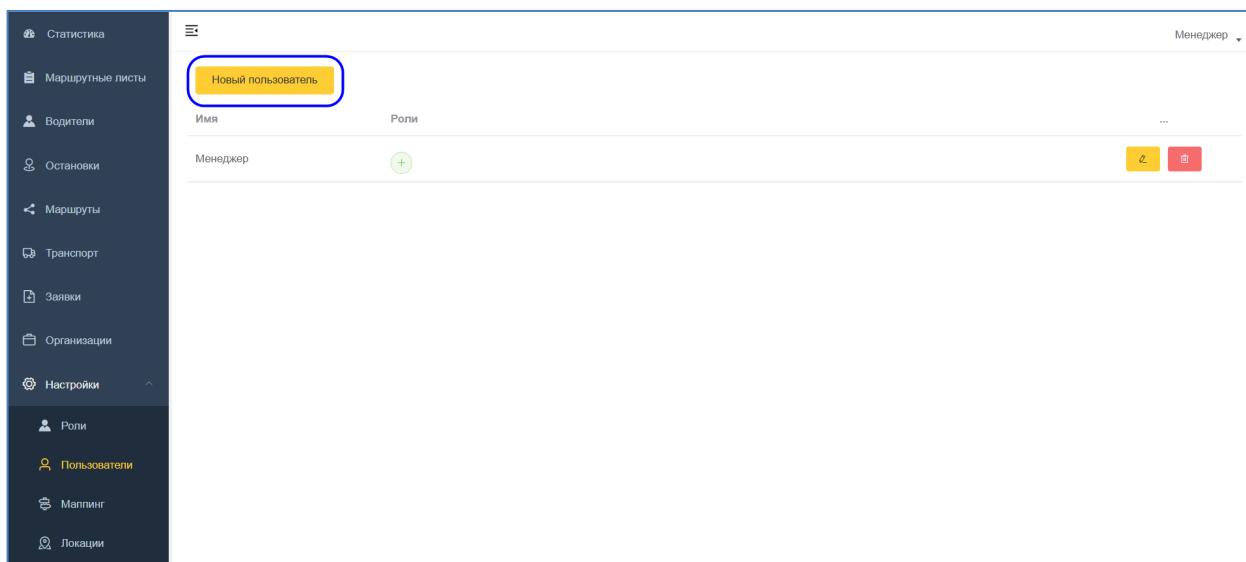 Статистика
Маршрутные листы
Водители
Остановки
Маршруты
Транспорт
Заявки
Организации
Настройки
Роли
Пользователи
Маппинг
Локации
Менеджер
Новый пользователь
Имя Роли ...
Менеджер